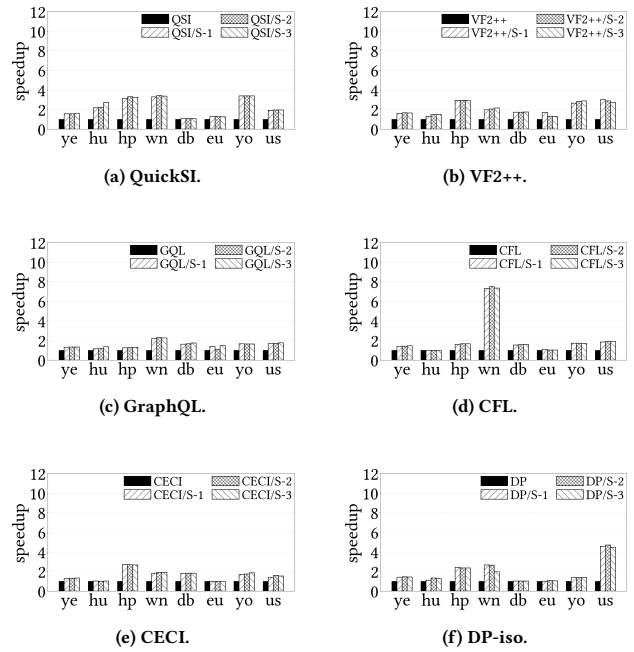 12
10
8
6
4
2
0
speedup
QSI QSI/S-2
QSI/S-1 QSI/S-3
ye hu hp wn db eu yo us
(a) QuickSI.
12
10
8
6
4
2
0
speedup
VF2++ VF2++/S-2
VF2++/S-1 VF2++/S-3
ye hu hp wn db eu yo us
(b) VF2++.
12
10
8
6
4
2
0
speedup
GQL GQL/S-2
GQL/S-1 GQL/S-3
ye hu hp wn db eu yo us
(c) GraphQL.
12
10
8
6
4
2
0
speedup
CFL CFL/S-2
CFL/S-1 CFL/S-3
ye hu hp wn db eu yo us
(d) CFL.
12
10
8
6
4
2
0
speedup
CECI CECI/S-2
CECI/S-1 CECI/S-3
ye hu hp wn db eu yo us
(e) CECI.
12
10
8
6
4
2
0
speedup
DP DP/S-2
DP/S-1 DP/S-3
ye hu hp wn db eu yo us
(f) DP-iso.